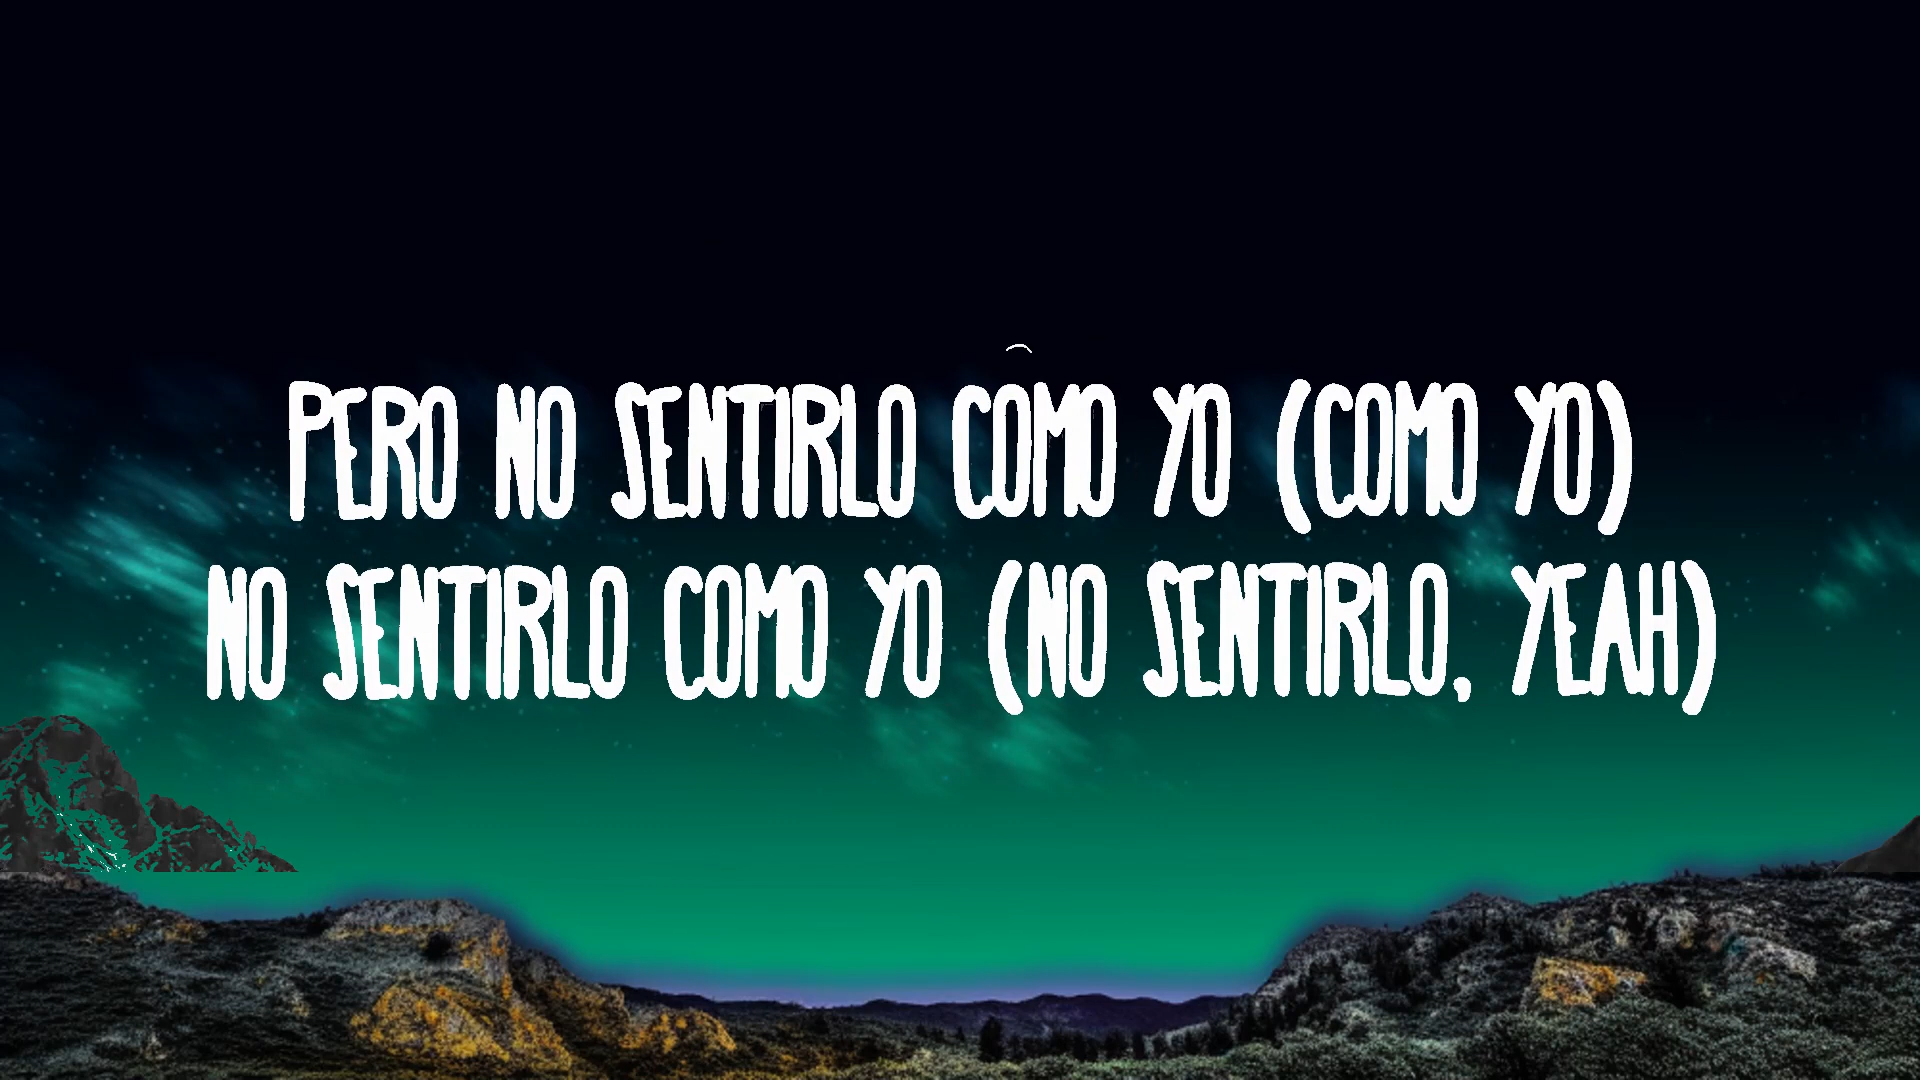 PERO NO SENTIRLO COMO YO (COMO YO)
NO SENTIRLO COMO YO (NO SENTIRLO, YEAH)